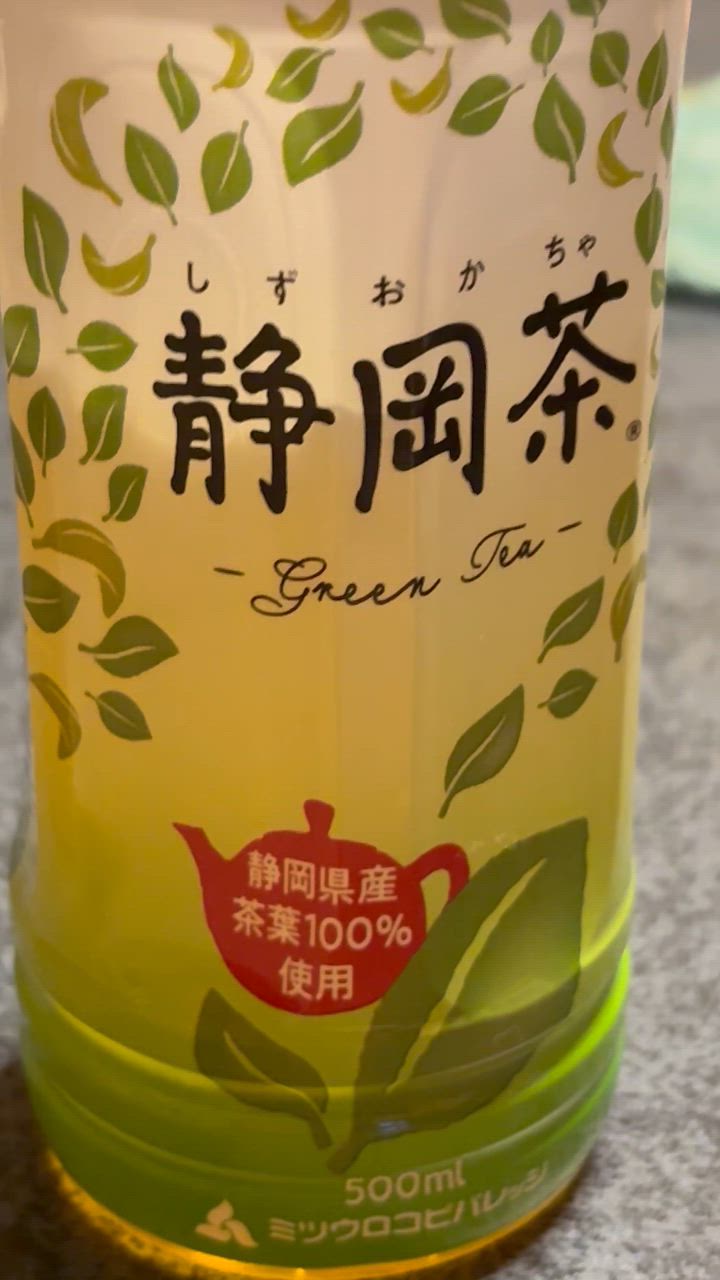 しずおかちゃ
静岡茶®
- Green Tea -
静岡県産
茶葉100%
使用
500ml
ミツウロコビバレッジ